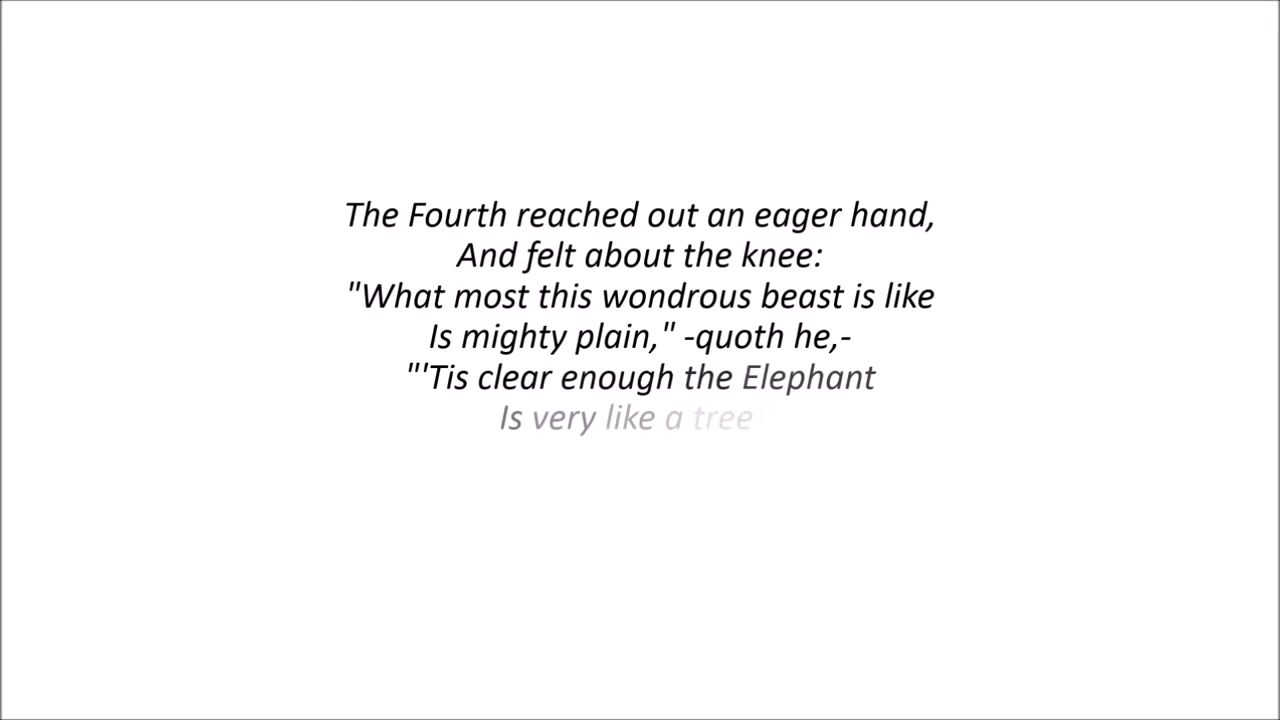 The Fourth reached out an eager hand,
And felt about the knee:
"What most this wondrous beast is like
Is mighty plain," -quoth he,-
"'Tis clear enough the Elephant
Is very like a tree!